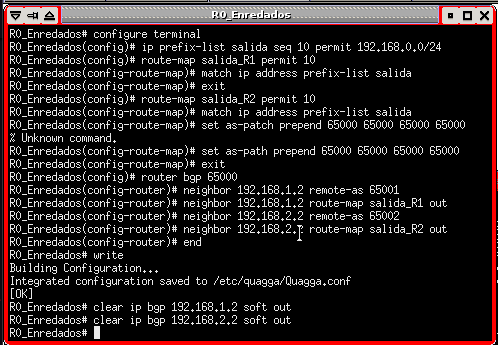 R0_Enredados
R0_Enredados# configure terminal
R0_Enredados(config)# ip prefix-list salida seq 10 permit 192.168.0.0/24
R0_Enredados(config)# route-map salida_R1 permit 10
R0_Enredados(config-route-map)# match ip address prefix-list salida
R0_Enredados(config-route-map)# exit
R0_Enredados(config)# route-map salida_R2 permit 10
R0_Enredados(config-route-map)# match ip address prefix-list salida
R0_Enredados(config-route-map)# set as-patch prepend 65000 65000 65000 65000
% Unknown command.
R0_Enredados(config-route-map)# set as-path prepend 65000 65000 65000 65000
R0_Enredados(config-route-map)# exit
R0_Enredados(config)# router bgp 65000
R0_Enredados(config-router)# neighbor 192.168.1.2 remote-as 65001
R0_Enredados(config-router)# neighbor 192.168.1.2 route-map salida_R1 out
R0_Enredados(config-router)# neighbor 192.168.2.2 remote-as 65002
R0_Enredados(config-router)# neighbor 192.168.2.2 route-map salida_R2 out
R0_Enredados(config-router)# end
R0_Enredados# write
Building Configuration...
Integrated configuration saved to /etc/quagga/Quagga.conf
[OK]
R0_Enredados# clear ip bgp 192.168.1.2 soft out
R0_Enredados# clear ip bgp 192.168.2.2 soft out
R0_Enredados#